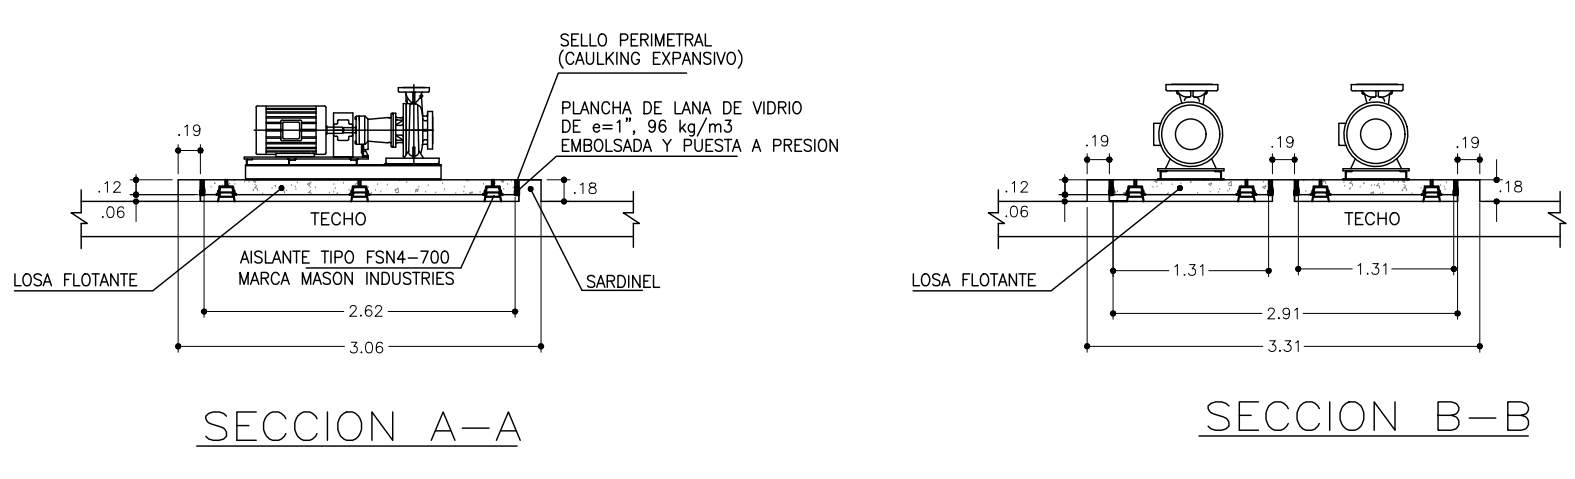 SELLO PERIMETRAL
(CAULKING EXPANSIVO)
PLANCHA DE LANA DE VIDRIO
DE e=1", 96 kg/m3
EMBOLSADA Y PUESTA A PRESION
.19
.12
.06
.18
TECHO
AISLANTE TIPO FSN4-700
MARCA MASON INDUSTRIES
LOSA FLOTANTE
SARDINEL
2.62
3.06
SECCION A-A
.19
.19
.19
.12
.06
.18
TECHO
1.31
1.31
LOSA FLOTANTE
2.91
3.31
SECCION B-B